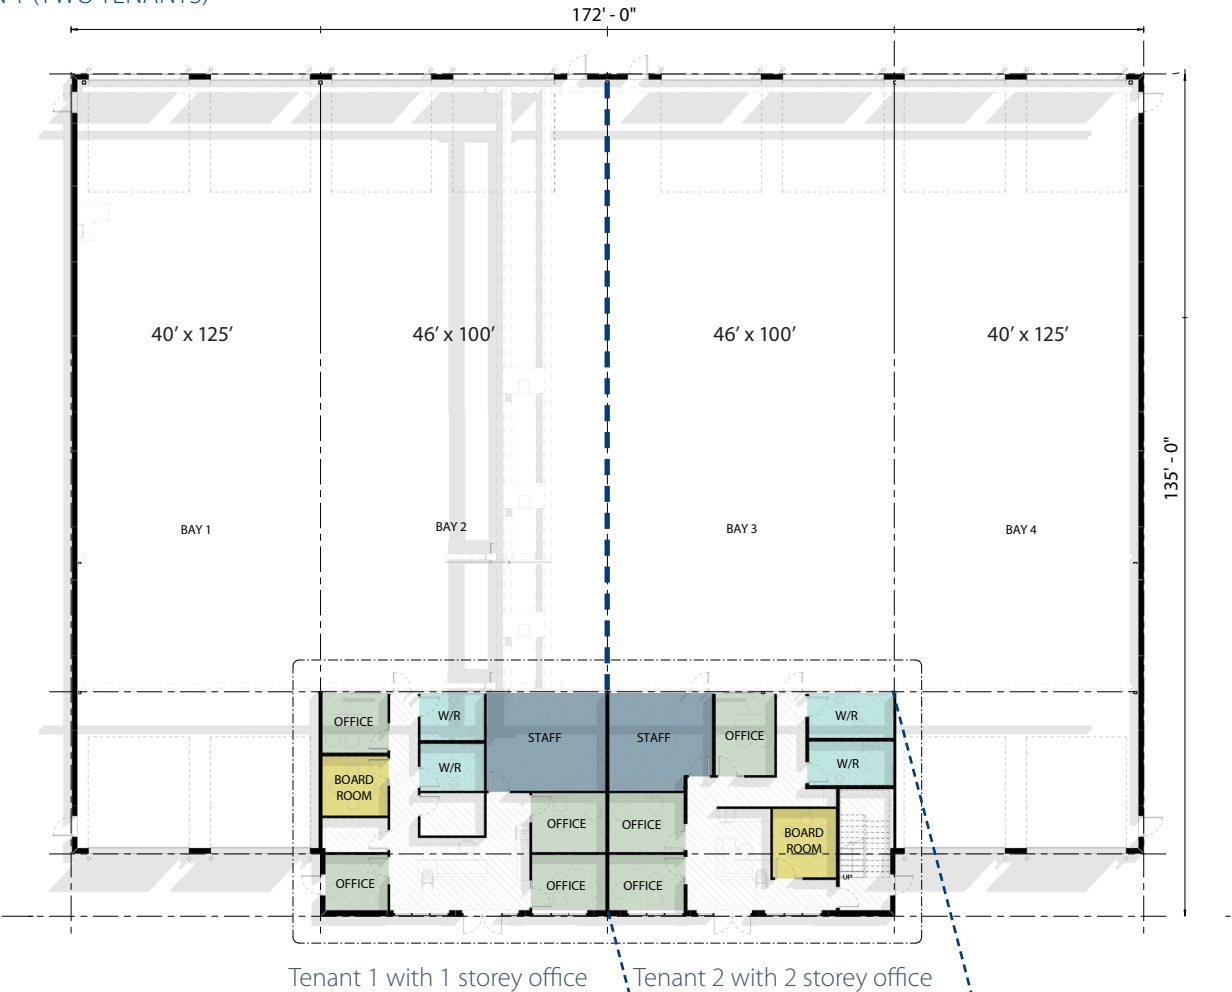 (TWO TENANTS)
172' - 0"
40' x 125'
46' x 100'
46' x 100'
40' x 125'
135' - 0"
BAY 1
BAY 2
BAY 3
BAY 4
OFFICE
W/R
STAFF
STAFF
OFFICE
W/R
W/R
W/R
BOARD
ROOM
OFFICE
OFFICE
BOARD
ROOM
OFFICE
OFFICE
OFFICE
UP
Tenant 1 with 1 storey office
Tenant 2 with 2 storey office